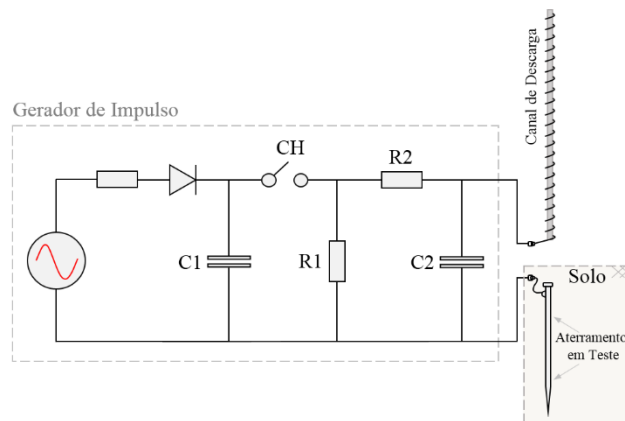 Gerador de Impulso
CH
R2
C1
R1
C2
Canal de Descarga
Solo
Aterramento
em Teste